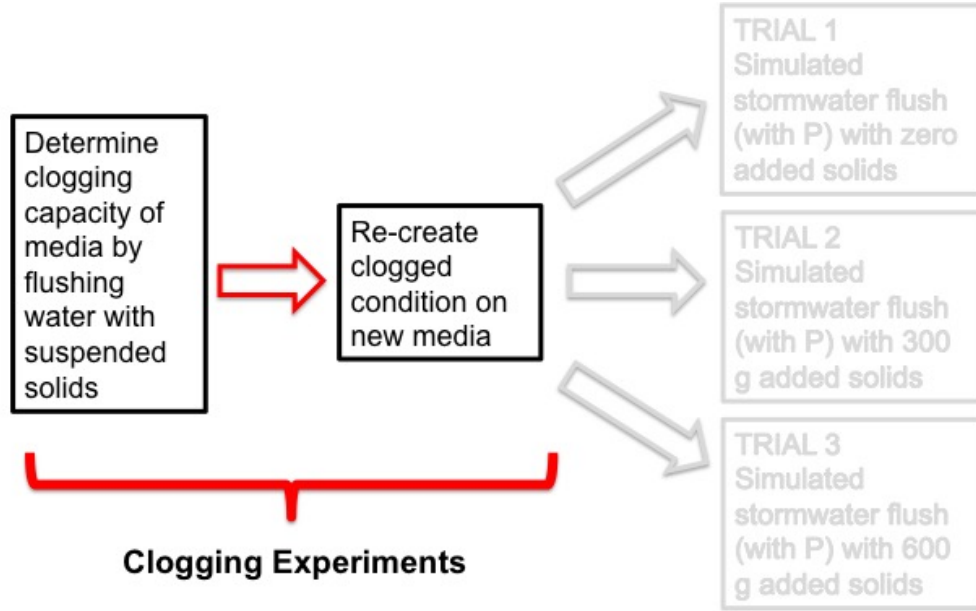 Determine
clogging
capacity of
media by
flushing
water with
suspended
solids
Re-create
clogged
condition on
new media
TRIAL 1
Simulated
stormwater flush
(with P) with zero
added solids
TRIAL 2
Simulated
stormwater flush
(with P) with 300
g added solids
TRIAL 3
Simulated
stormwater flush
(with P) with 600
g added solids
Clogging Experiments